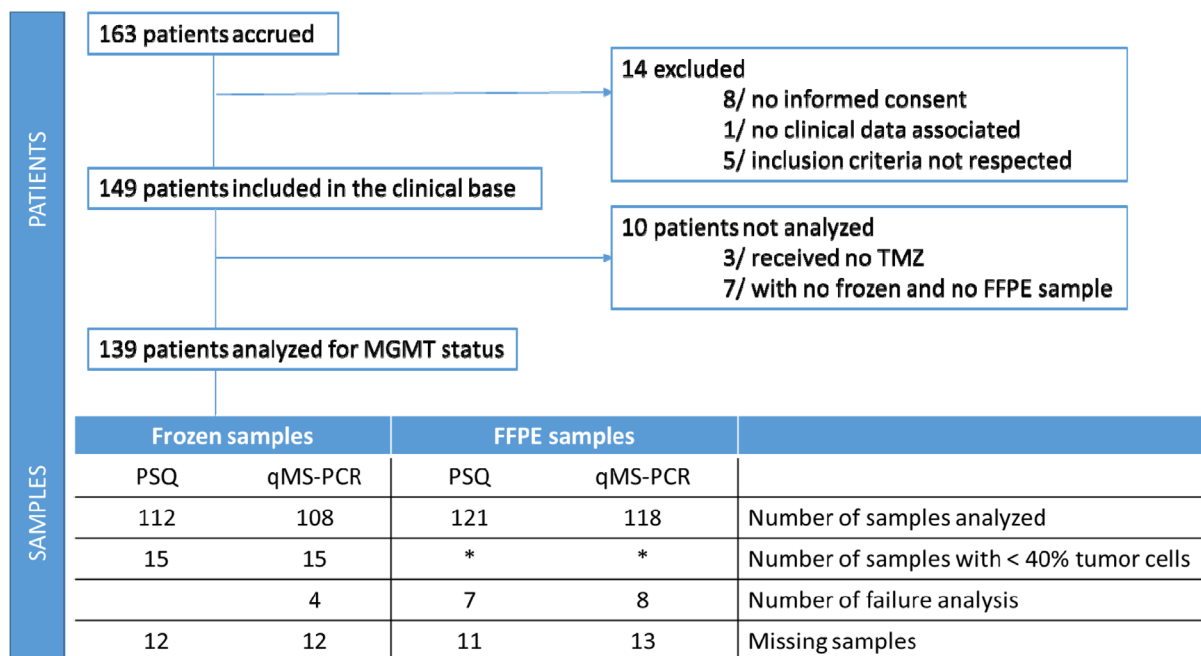 PATIENTS
163 patients accrued
14 excluded
8/ no informed consent
1/ no clinical data associated
5/ inclusion criteria not respected
149 patients included in the clinical base
10 patients not analyzed
3/ received no TMZ
7/ with no frozen and no FFPE sample
139 patients analyzed for MGMT status
SAMPLES
Frozen samples FFPE samples
PSQ qMS-PCR PSQ qMS-PCR
112 108 121 118 Number of samples analyzed
15 15 * * Number of samples with < 40% tumor cells
4 7 8 Number of failure analysis
12 12 11 13 Missing samples